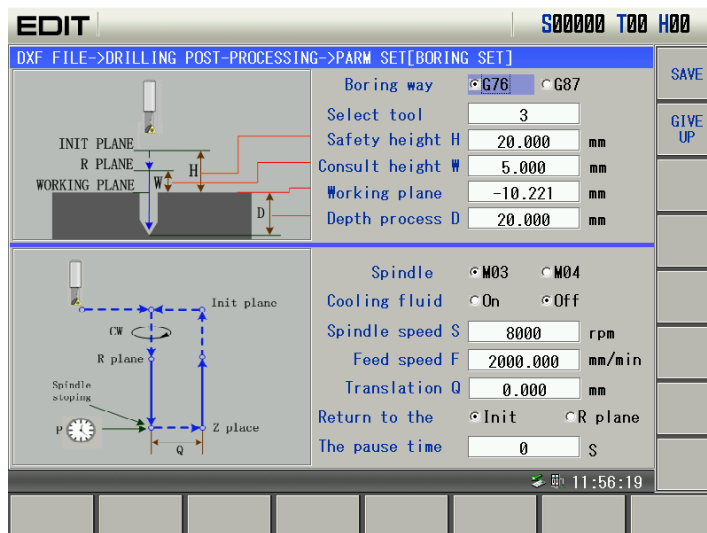 EDIT
S00000 T00 H00
DXF FILE->DRILLING POST-PROCESSING->PARM SET[BORING SET]
SAVE
GIVE UP
Boring way G76 G87
Select tool 3
Safety height H 20.000 mm
Consult height W 5.000 mm
Working plane -10.221 mm
Depth process D 20.000 mm
INIT PLANE
R PLANE
WORKING PLANE
H
W
D
Spindle M03 M04
Cooling fluid On Off
Spindle speed S 8000 rpm
Feed speed F 2000.000 mm/min
Translation Q 0.000 mm
Return to the Init R plane
The pause time 0 S
Init plane
CW
R plane
Spindle
stoping
P
Z place
Q
11:56:19